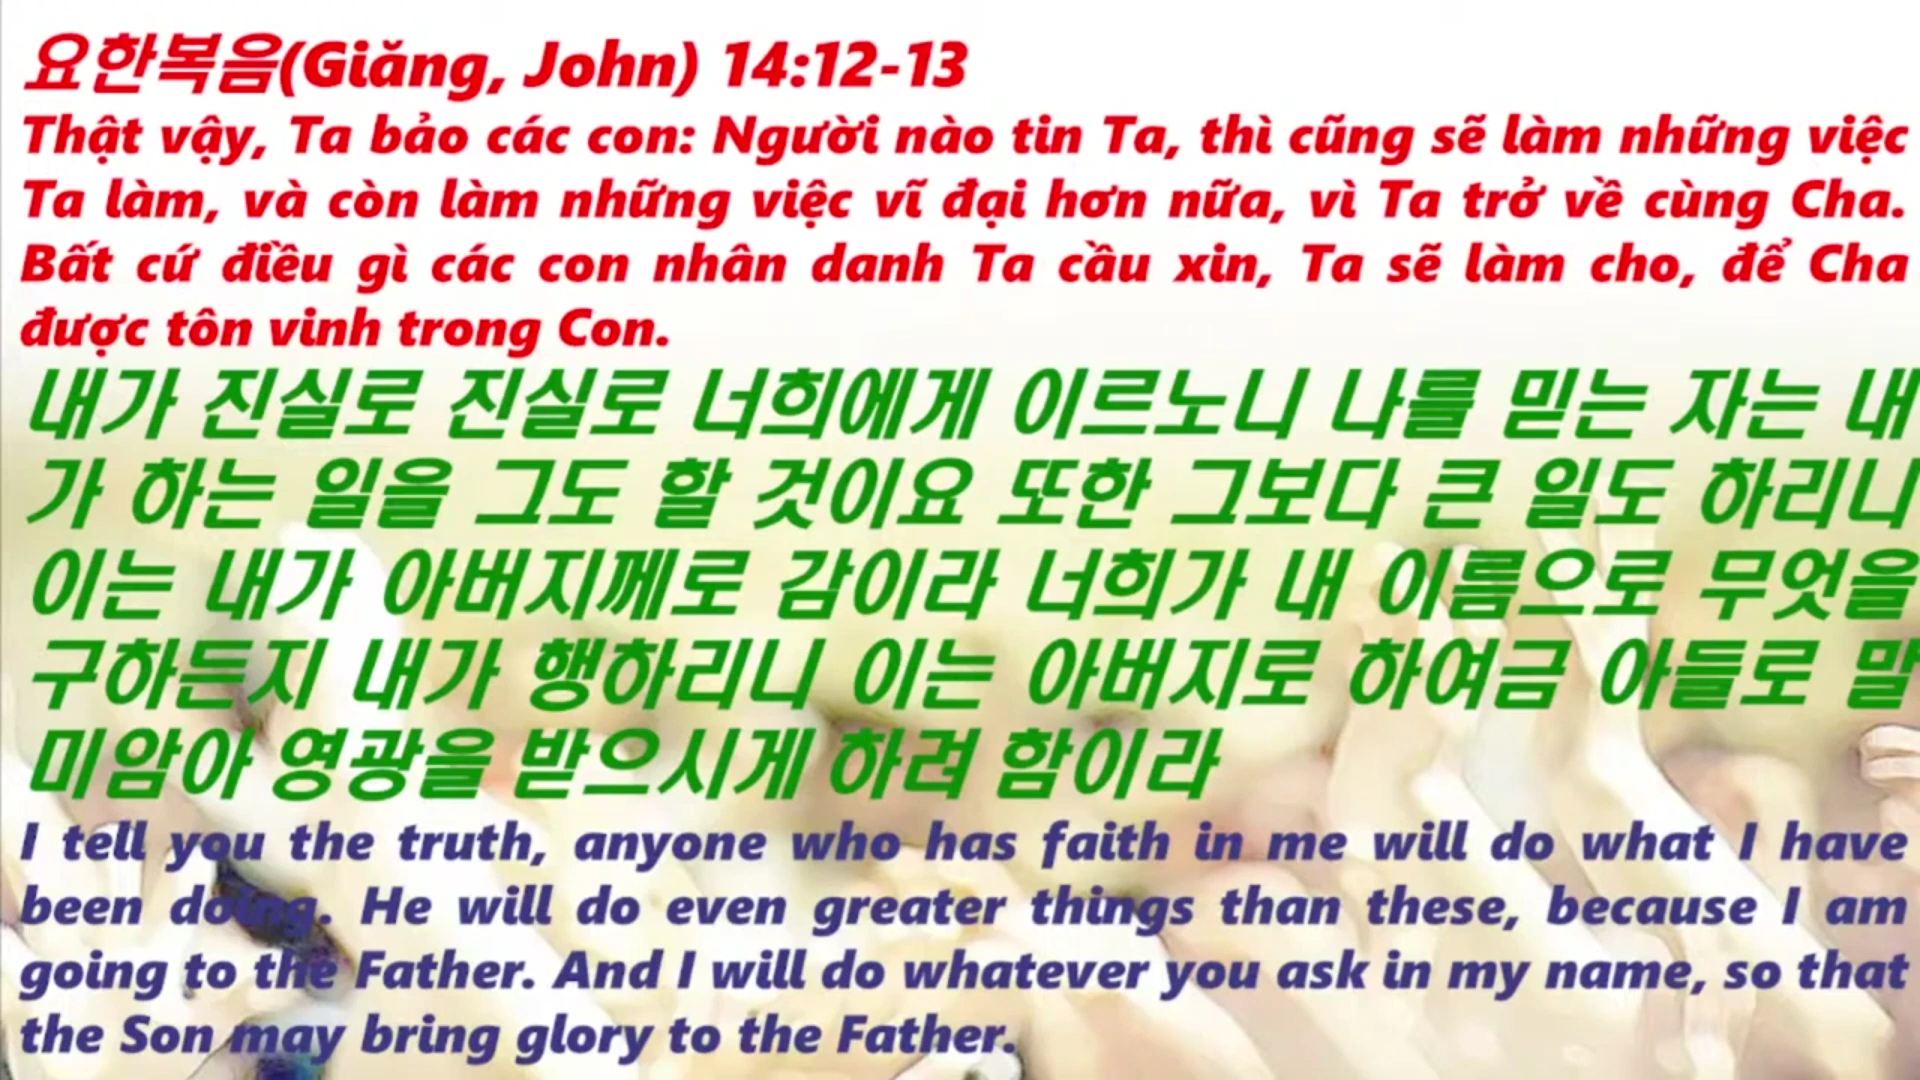 요한복음(Giăng, John) 14:12-13
Thật vậy, Ta bảo các con: Người nào tin Ta, thì cũng sẽ làm những việc
Ta làm, và còn làm những việc vĩ đại hơn nữa, vì Ta trở về cùng Cha.
Bất cứ điều gì các con nhân danh Ta cầu xin, Ta sẽ làm cho, để Cha
được tôn vinh trong Con.
내가 진실로 진실로 너희에게 이르노니 나를 믿는 자는 내
가 하는 일을 그도 할 것이요 또한 그보다 큰 일도 하리니
이는 내가 아버지께로 감이라 너희가 내 이름으로 무엇을
구하든지 내가 행하리니 이는 아버지로 하여금 아들로 말
미암아 영광을 받으시게 하려 함이라
I tell you the truth, anyone who has faith in me will do what I have
been doing. He will do even greater things than these, because I am
going to the Father. And I will do whatever you ask in my name, so that
the Son may bring glory to the Father.